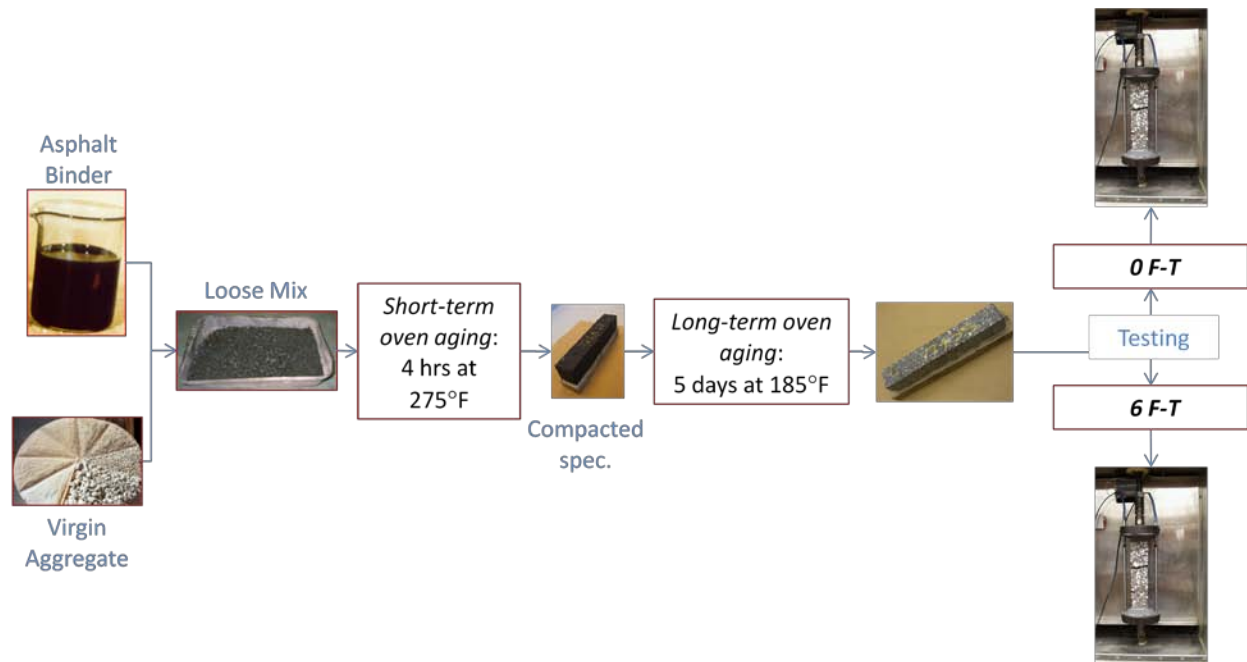 Asphalt
Binder
Virgin
Aggregate
Loose Mix
Short-term
oven aging:
4 hrs at
275°F
Compacted
spec.
Long-term oven
aging:
5 days at 185°F
Testing
0 F-T
6 F-T